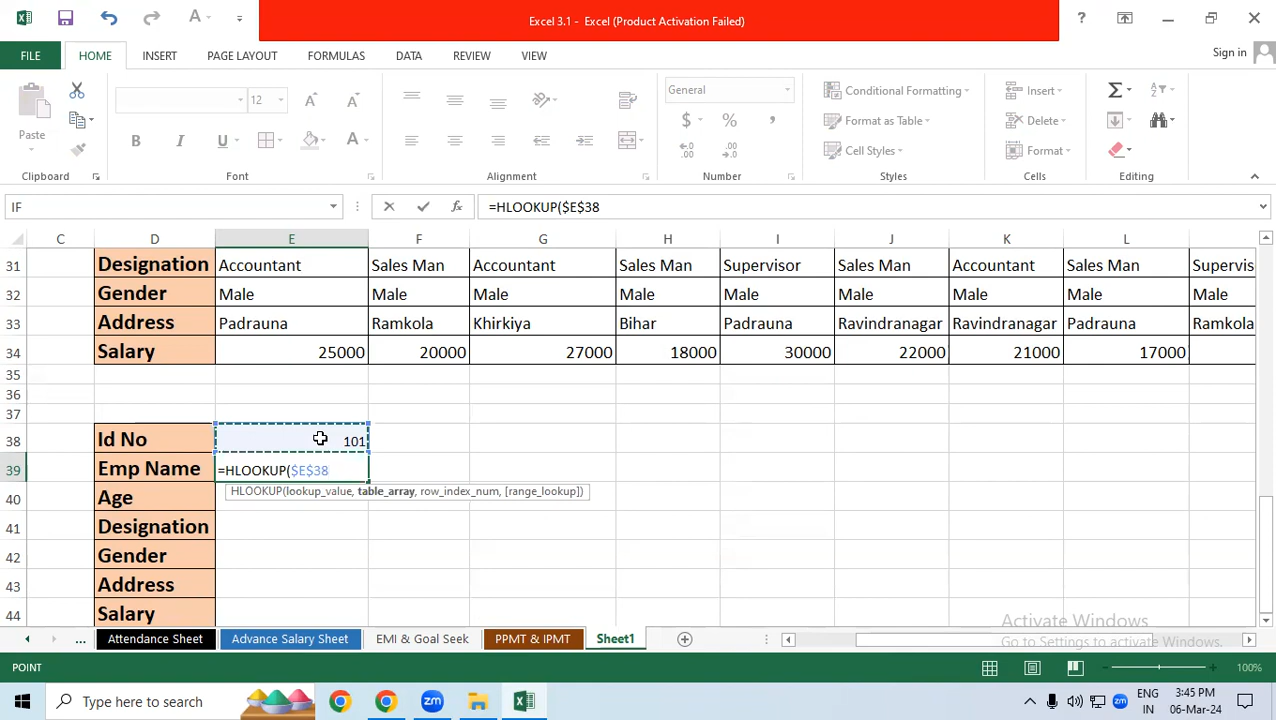 Excel 3.1 - Excel (Product Activation Failed)
FILE HOME INSERT PAGE LAYOUT FORMULAS DATA REVIEW VIEW Sign in
Paste 12 General Conditional Formatting Insert
B I U A A A $ % , Format as Table Delete
Cell Styles Format
Clipboard Font Alignment Number Styles Cells Editing
IF fx =HLOOKUP($E$38
C D E F G H I J K L
31 Designation Accountant Sales Man Accountant Sales Man Supervisor Sales Man Accountant Sales Man Supervis
32 Gender Male Male Male Male Male Male Male Male Male
33 Address Padrauna Ramkola Khirkiya Bihar Padrauna Ravindranagar Ravindranagar Padrauna Ramkola
34 Salary 25000 20000 27000 18000 30000 22000 21000 17000
35
36
37
38 Id No 101
39 Emp Name =HLOOKUP($E$38
HLOOKUP(lookup_value, table_array, row_index_num, [range_lookup])
40 Age
41 Designation
42 Gender
43 Address
44 Salary
Activate Windows
Go to Settings to activate Windows.
... Attendance Sheet Advance Salary Sheet EMI & Goal Seek PPMT & IPMT Sheet1
POINT 100%
Type here to search ENG 3:45 PM
IN 06-Mar-24